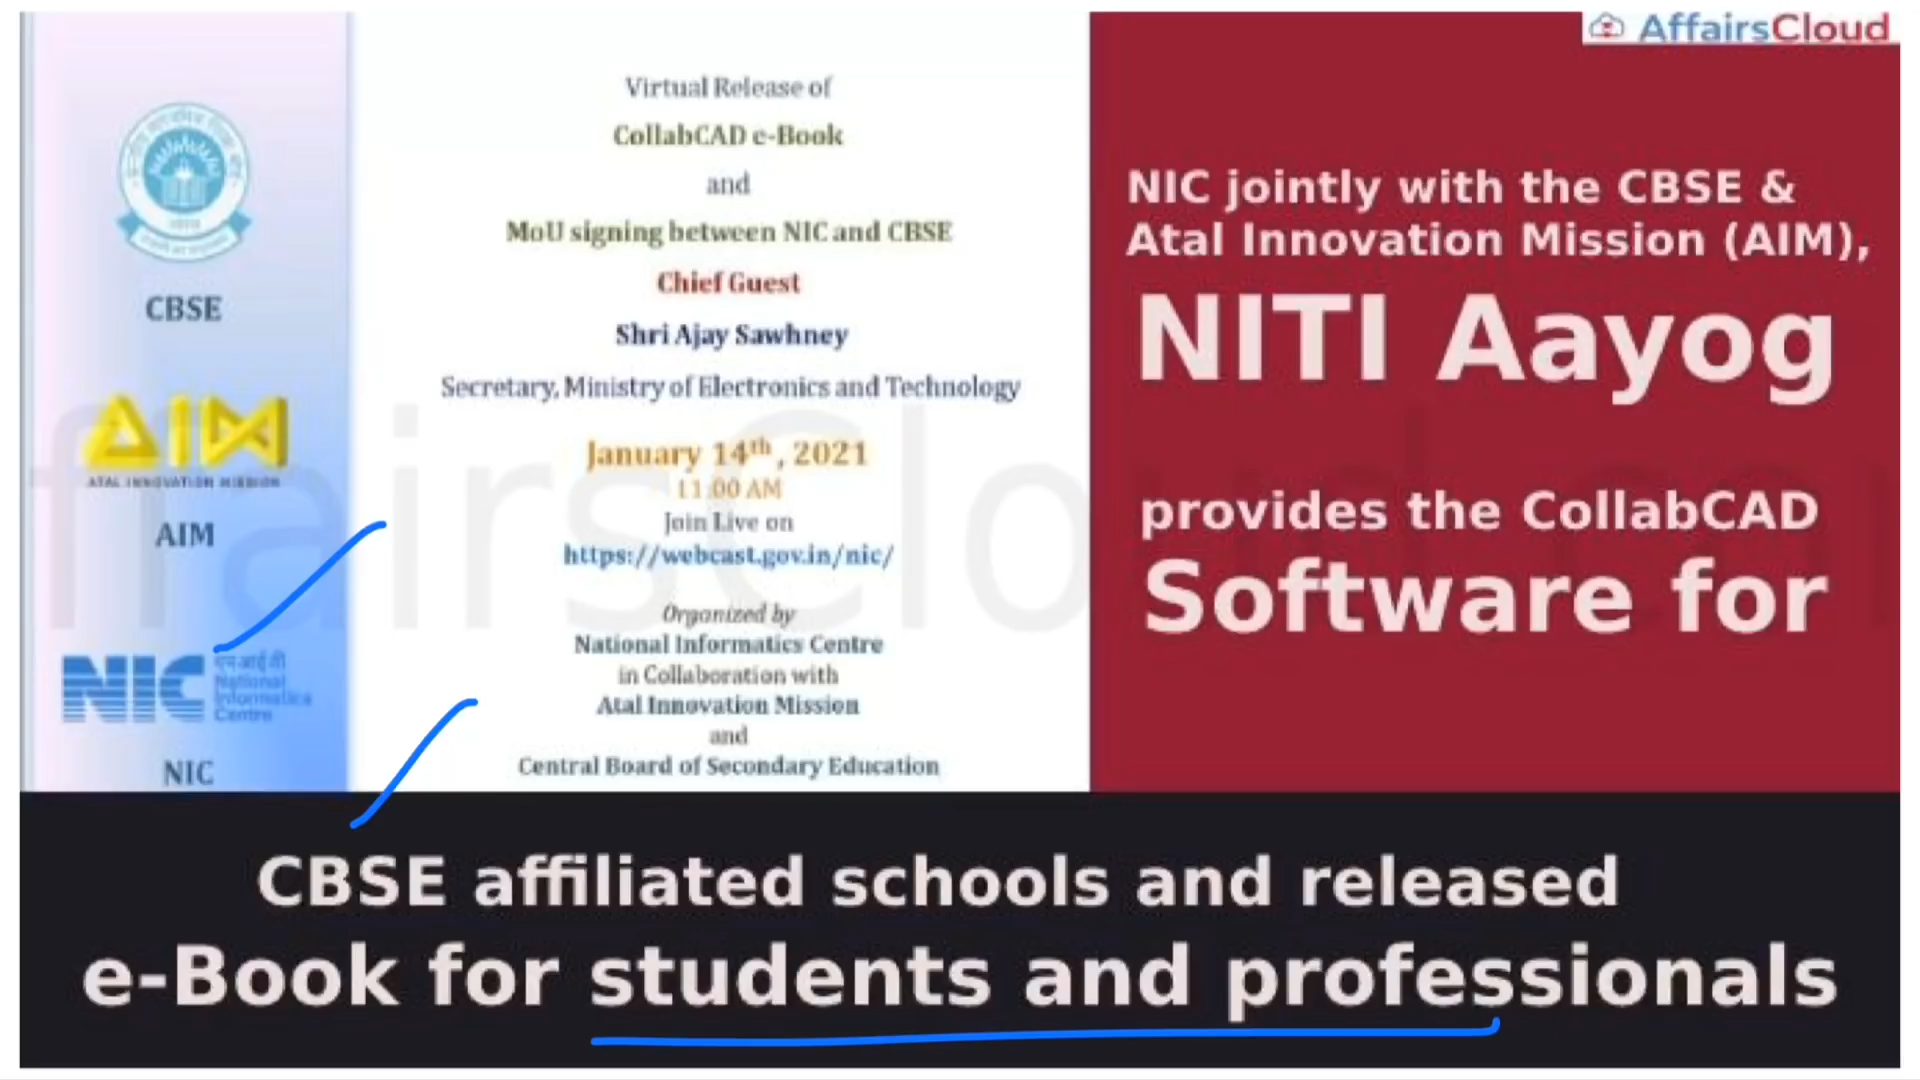 AffairsCloud
Virtual Release of
CollabCAD e-Book
and
MoU signing between NIC and CBSE
Chief Guest
Shri Ajay Sawhney
Secretary, Ministry of Electronics and Technology
January 14th, 2021
11:00 AM
Join Live on
https://webcast.gov.in/nic/
Organized by
National Informatics Centre
in Collaboration with
Atal Innovation Mission
and
Central Board of Secondary Education
CBSE
AIM
ATAL INNOVATION MISSION
AIM
NIC
एनआईसी
National
Informatics
Centre
NIC
NIC jointly with the CBSE &
Atal Innovation Mission (AIM),
NITI Aayog
provides the CollabCAD
Software for
CBSE affiliated schools and released
e-Book for students and professionals